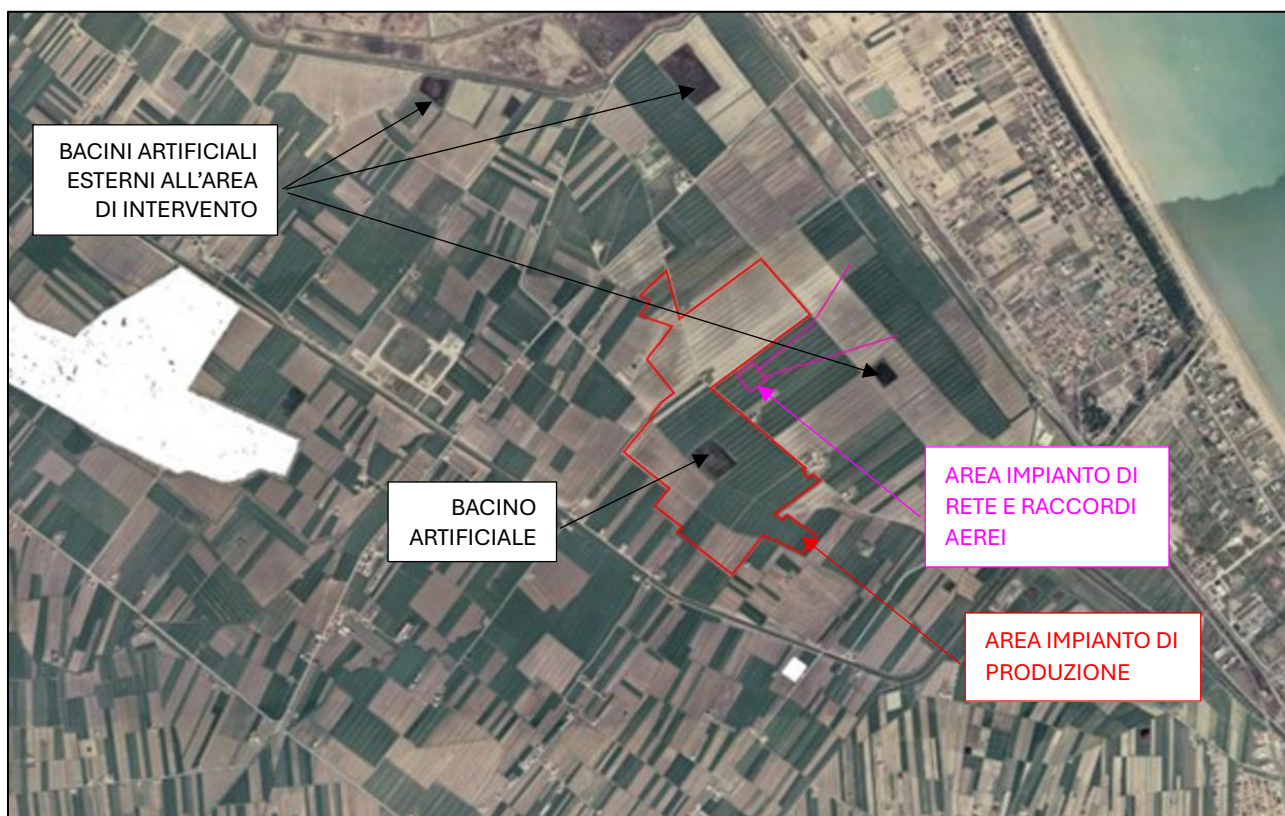 BACINI ARTIFICIALI
ESTERNI ALL'AREA
DI INTERVENTO
BACINO
ARTIFICIALE
AREA IMPIANTO DI
RETE E RACCORDI
AEREI
AREA IMPIANTO DI
PRODUZIONE